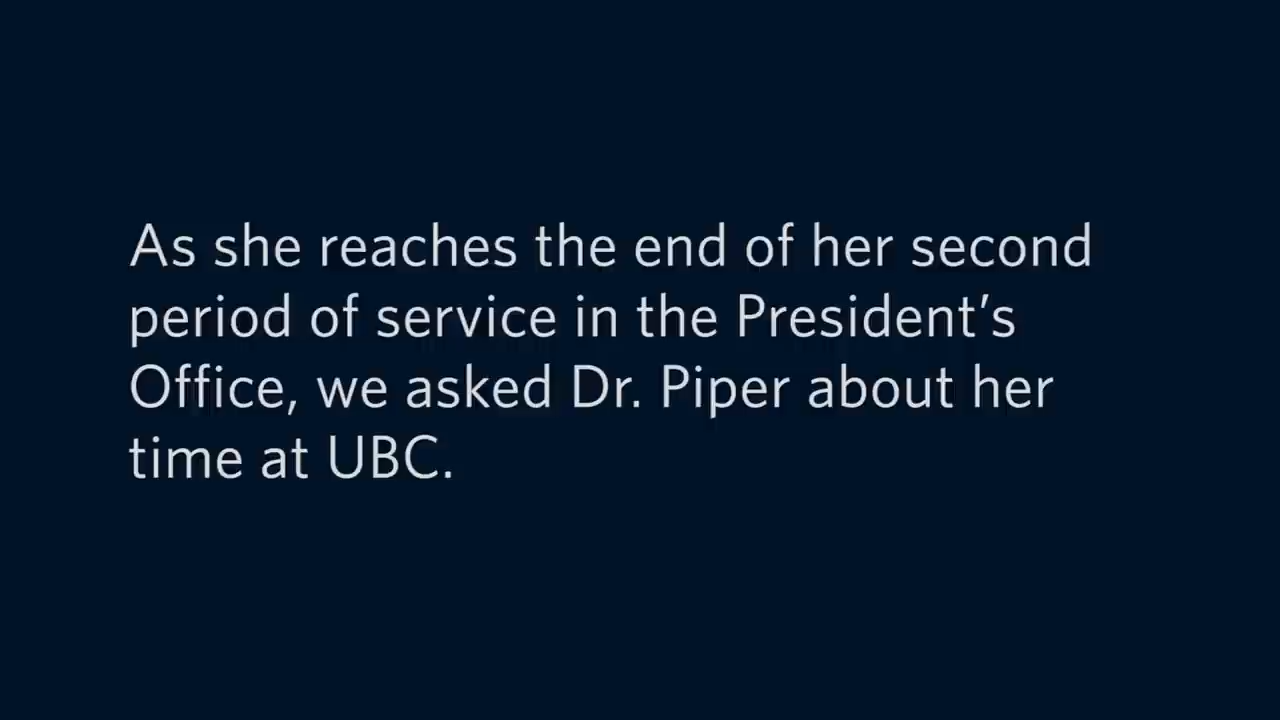 As she reaches the end of her second
period of service in the President’s
Office, we asked Dr. Piper about her
time at UBC.